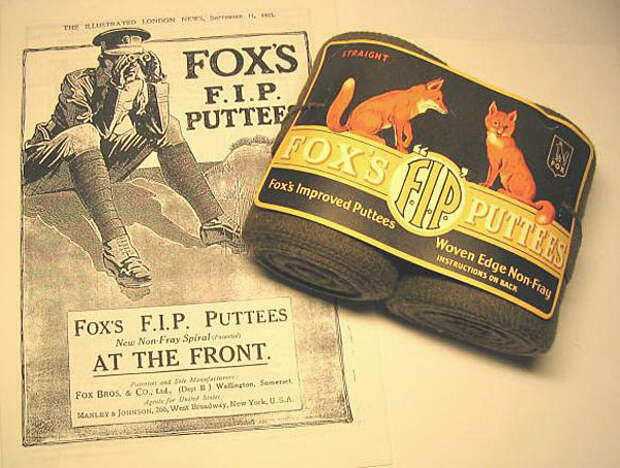 THE ILLUSTRATED LONDON NEWS, SEPTEMBER 11, 1915.
FOX'S
F.I.P.
PUTTEES
FOX'S F.I.P. PUTTEES
New Non-Fray Spiral (Patented)
AT THE FRONT.
Patentees and Sole Manufacturers:
FOX BROS. & CO., LTD., (Dept B) Wellington, Somerset.
Agents for United States:
MANLEY & JOHNSON, 266, West Broadway, New York, U.S.A.
STRAIGHT
FOX
FOX'S "F.I.P." PUTTEES
Fox's Improved Puttees
Woven Edge Non-Fray
INSTRUCTIONS ON BACK